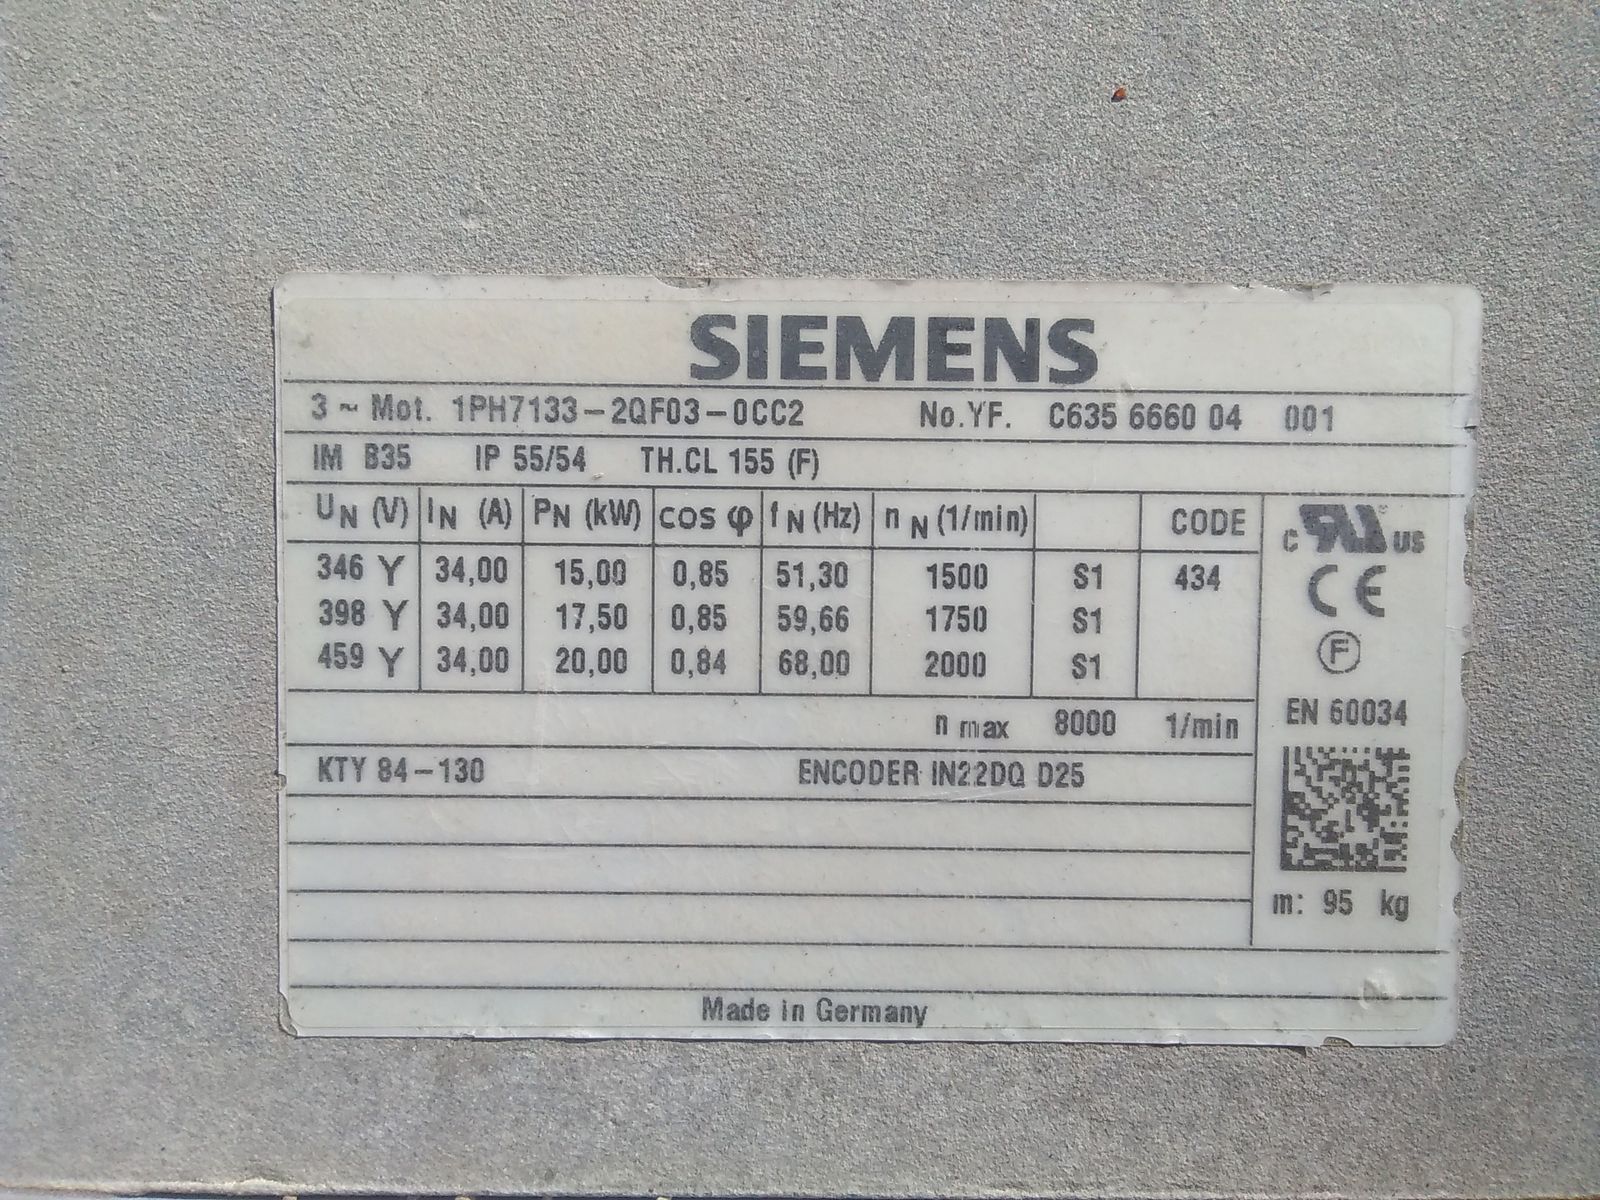 SIEMENS
3 ~ Mot. 1PH7133-2QF03-0CC2 No.YF. C635 6660 04 001
IM B35 IP 55/54 TH.CL 155 (F)
UN (V) IN (A) PN (kW) cos φ fN (Hz) nN (1/min) CODE
346 Y 34,00 15,00 0,85 51,30 1500 S1 434
398 Y 34,00 17,50 0,85 59,66 1750 S1
459 Y 34,00 20,00 0,84 68,00 2000 S1
n max 8000 1/min
KTY 84-130 ENCODER IN22DQ D25
c RU US
CE
F
EN 60034
m: 95 kg
Made in Germany